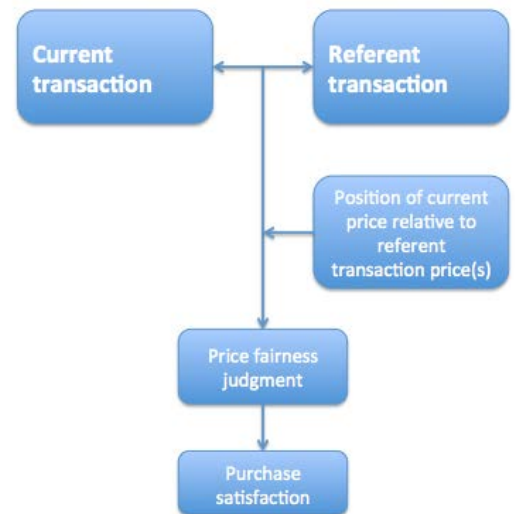 Current
transaction
Referent
transaction
Position of current
price relative to
referent
transaction price(s)
Price fairness
judgment
Purchase
satisfaction